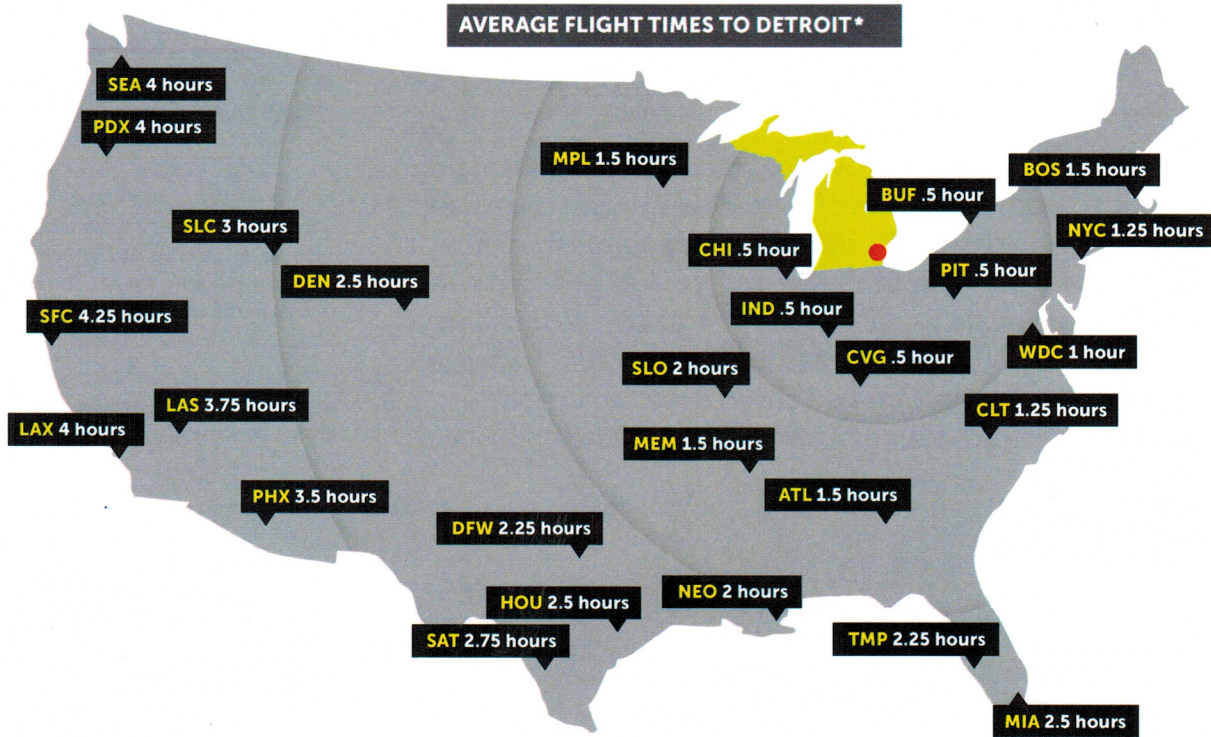 AVERAGE FLIGHT TIMES TO DETROIT*
SEA 4 hours
PDX 4 hours
MPL 1.5 hours
BOS 1.5 hours
BUF .5 hour
SLC 3 hours
NYC 1.25 hours
CHI .5 hour
PIT .5 hour
DEN 2.5 hours
IND .5 hour
SFC 4.25 hours
CVG .5 hour
WDC 1 hour
SLO 2 hours
LAS 3.75 hours
CLT 1.25 hours
LAX 4 hours
MEM 1.5 hours
PHX 3.5 hours
ATL 1.5 hours
DFW 2.25 hours
NEO 2 hours
HOU 2.5 hours
SAT 2.75 hours
TMP 2.25 hours
MIA 2.5 hours